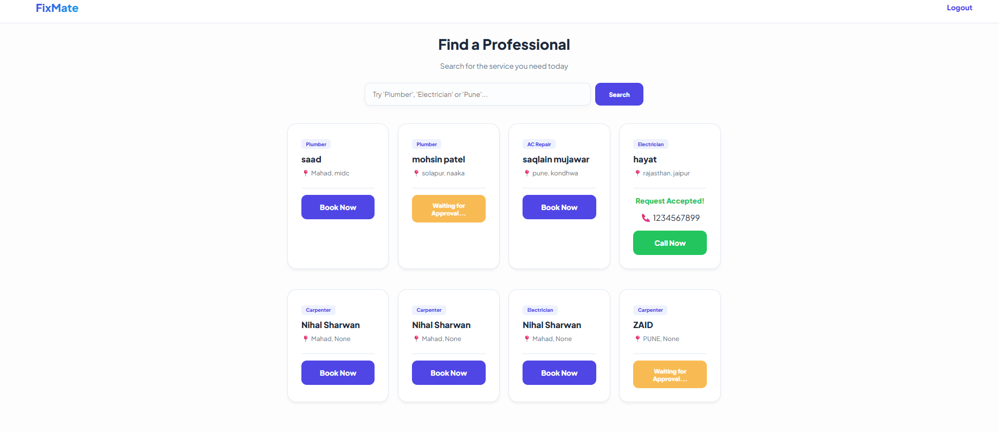 FixMate
Logout
Find a Professional
Search for the service you need today
Try 'Plumber', 'Electrician' or 'Pune'...
Search
Plumber
saad
Mahad, midc
Book Now
Plumber
mohsin patel
solapur, naaka
Waiting for
Approval...
AC Repair
saqlain mujawar
pune, kondhwa
Book Now
Electrician
hayat
rajasthan, jaipur
Request Accepted!
1234567899
Call Now
Carpenter
Nihal Sharwan
Mahad, None
Book Now
Carpenter
Nihal Sharwan
Mahad, None
Book Now
Electrician
Nihal Sharwan
Mahad, None
Book Now
Carpenter
ZAID
PUNE, None
Waiting for
Approval...